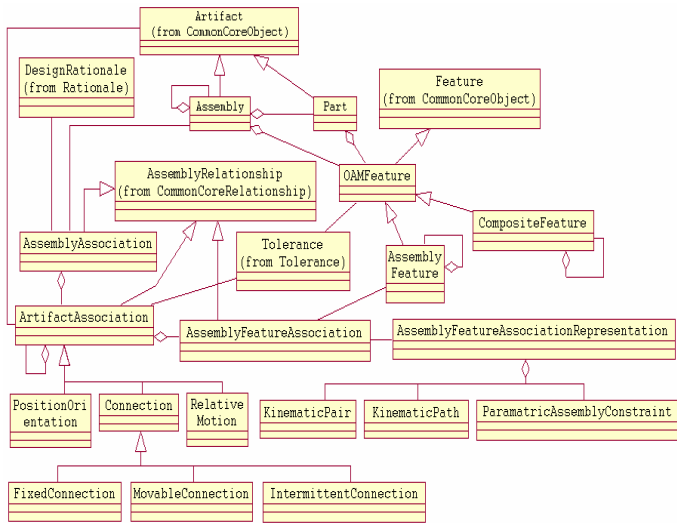 Artifact
(from CommonCoreObject)
DesignRationale
(from Rationale)
Feature
(from CommonCoreObject)
Assembly
Part
AssemblyRelationship
(from CommonCoreRelationship)
OAMFeature
CompositeFeature
AssemblyAssociation
Tolerance
(from Tolerance)
Assembly
Feature
ArtifactAssociation
AssemblyFeatureAssociation
AssemblyFeatureAssociationRepresentation
PositionOri
entation
Connection
Relative
Motion
KinematicPair
KinematicPath
ParamatricAssemblyConstraint
FixedConnection
MovableConnection
IntermittentConnection